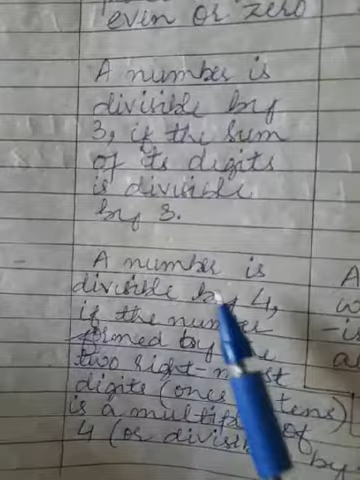 even or zero
A number is
divisible by
3, if the sum
of its digits
is divisible
by 3.
A number is
divisible by 4,
if the number
formed by
two right-most
digits (ones tens)
is a multiple of
4 (or divisible by
A